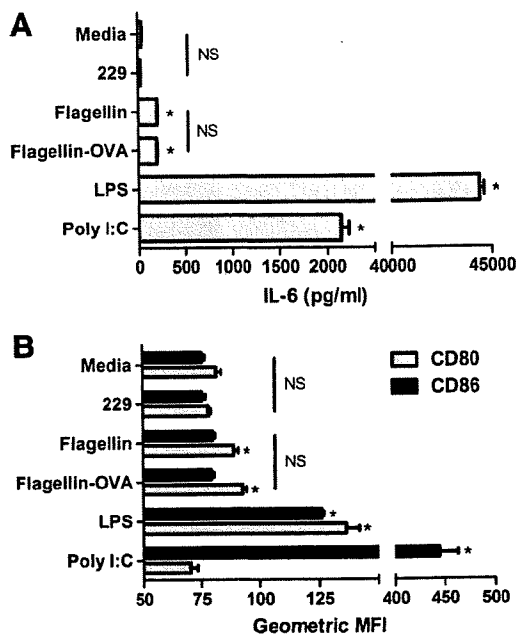 A
Media
229
NS
Flagellin *
Flagellin-OVA *
NS
LPS *
Poly I:C *
0 500 1000 1500 2000 40000 45000
IL-6 (pg/ml)
B
CD80
CD86
Media
229
NS
Flagellin *
Flagellin-OVA *
NS
LPS * *
Poly I:C *
50 75 100 125 400 450 500
Geometric MFI